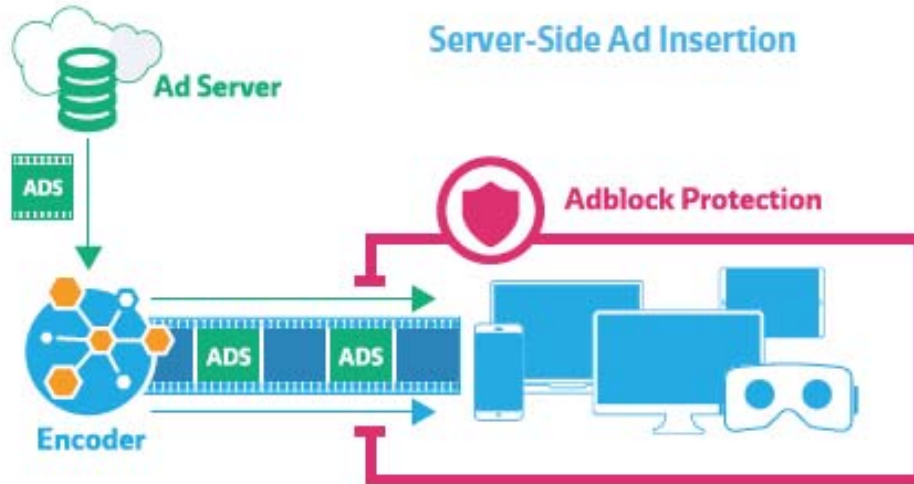 Server-Side Ad Insertion
Ad Server
ADS
Adblock Protection
ADS
ADS
Encoder